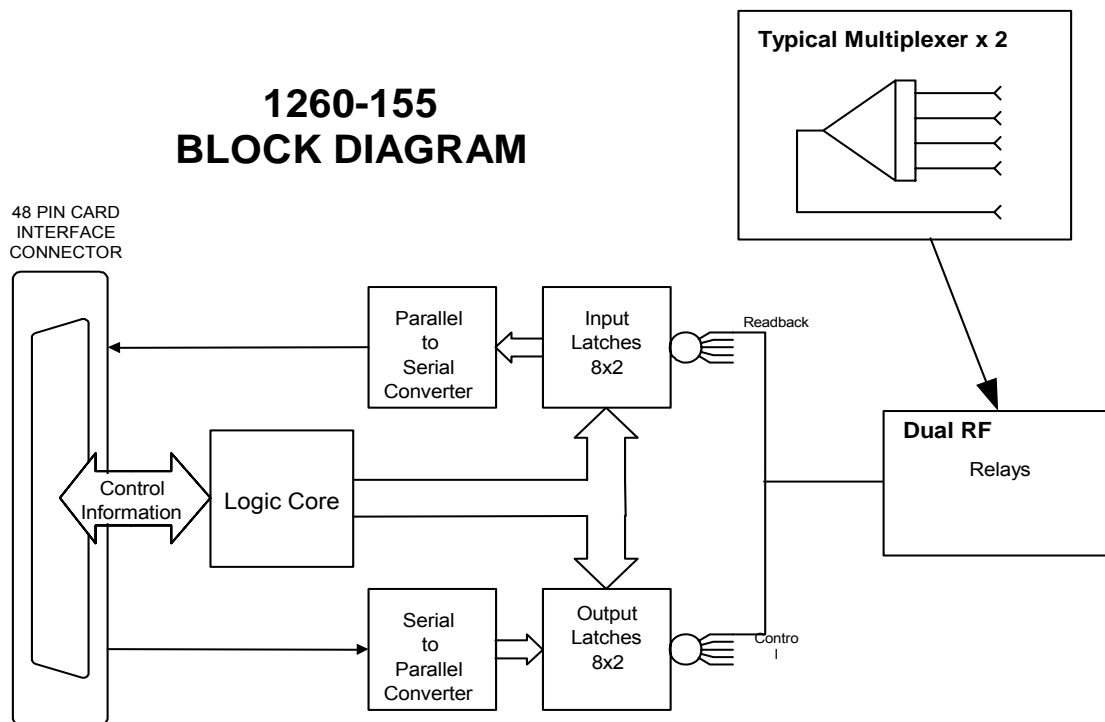 Typical Multiplexer x 2
1260-155
BLOCK DIAGRAM
48 PIN CARD
INTERFACE
CONNECTOR
Parallel
to
Serial
Converter
Input
Latches
8x2
Readback
Dual RF
Relays
Control
Information
Logic Core
Serial
to
Parallel
Converter
Output
Latches
8x2
Contro
l